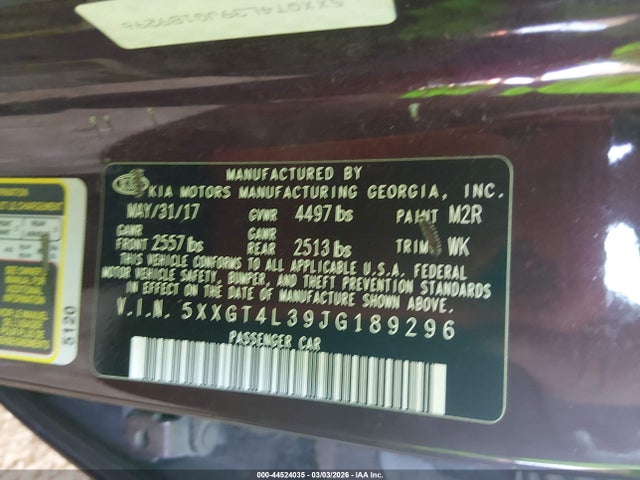 5XXGT4L39JG189296
MANUFACTURED BY
KIA MOTORS MANUFACTURING GEORGIA, INC.
MAY/31/17 GVWR 4497 lbs PAINT M2R
GAWR FRONT 2557 lbs GAWR REAR 2513 lbs TRIM WK
THIS VEHICLE CONFORMS TO ALL APPLICABLE U.S.A. FEDERAL
MOTOR VEHICLE SAFETY, BUMPER, AND THEFT PREVENTION STANDARDS
IN EFFECT ON THE DATE OF MANUFACTURE SHOWN ABOVE.
V.I.N. 5XXGT4L39JG189296
PASSENGER CAR
5120
000-44524035 | 03/03/2026 - IAA Inc.